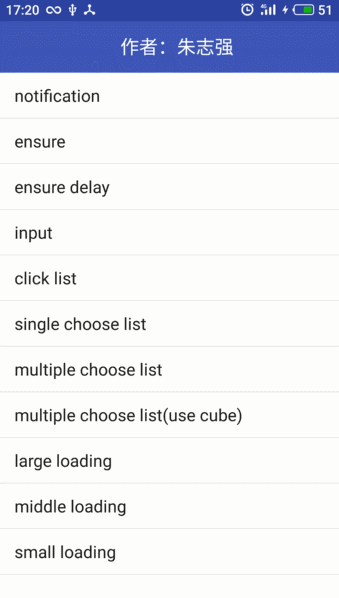 17:20 51
作者：朱志强
notification
ensure
ensure delay
input
click list
single choose list
multiple choose list
multiple choose list(use cube)
large loading
middle loading
small loading